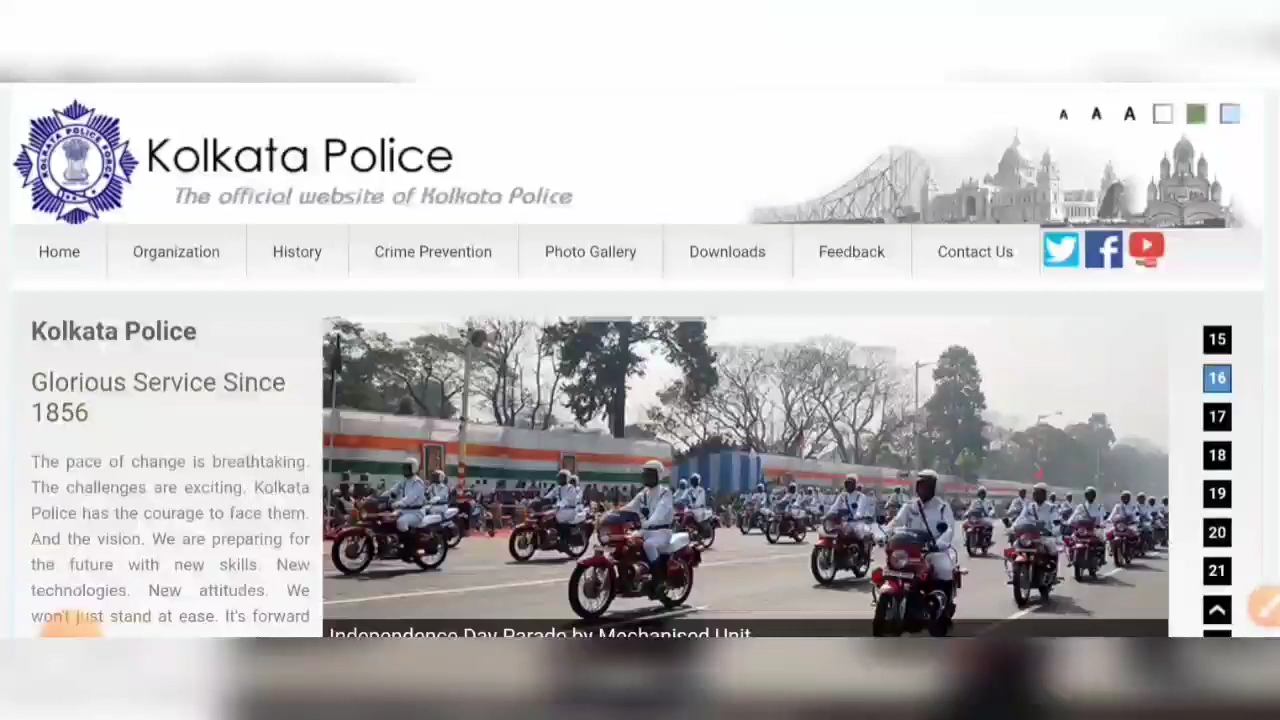 KOLKATA POLICE FORCE
Kolkata Police
The official website of Kolkata Police
A A A
Home Organization History Crime Prevention Photo Gallery Downloads Feedback Contact Us
Kolkata Police
Glorious Service Since
1856
The pace of change is breathtaking.
The challenges are exciting. Kolkata
Police has the courage to face them.
And the vision. We are preparing for
the future with new skills. New
technologies. New attitudes. We
won't just stand at ease. It's forward
Independence Day Parade by Mechanised Unit
15
16
17
18
19
20
21